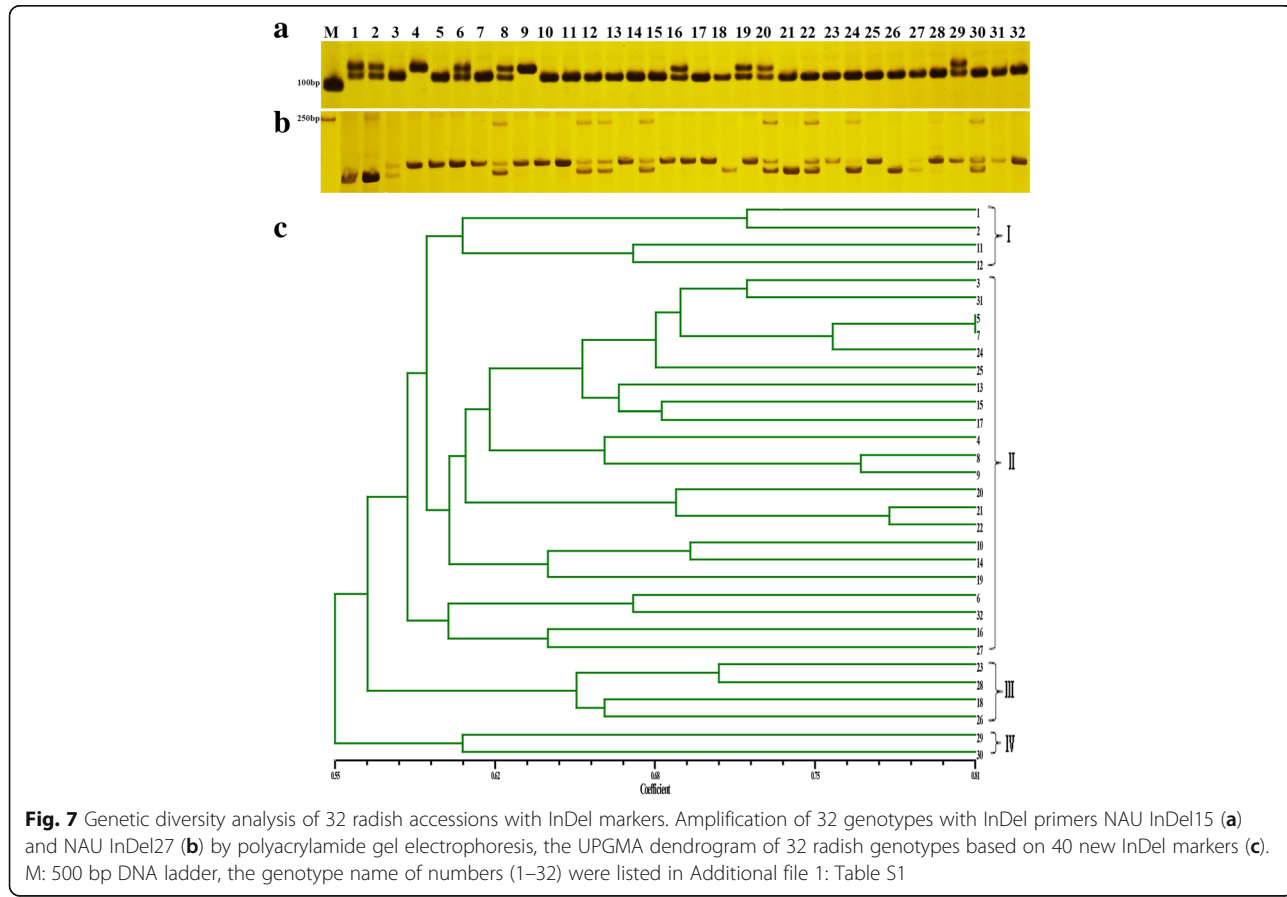 a
M 1 2 3 4 5 6 7 8 9 10 11 12 13 14 15 16 17 18 19 20 21 22 23 24 25 26 27 28 29 30 31 32
100bp
b
250bp
c
1
2
11
12
I
3
31
5
7
24
25
13
15
17
4
8
9
20
21
22
10
14
19
6
32
16
27
II
23
28
18
26
III
29
30
IV
0.55 0.62 0.68 0.75 0.81
Coefficient
Fig. 7 Genetic diversity analysis of 32 radish accessions with InDel markers. Amplification of 32 genotypes with InDel primers NAU InDel15 (a)
and NAU InDel27 (b) by polyacrylamide gel electrophoresis, the UPGMA dendrogram of 32 radish genotypes based on 40 new InDel markers (c).
M: 500 bp DNA ladder, the genotype name of numbers (1–32) were listed in Additional file 1: Table S1